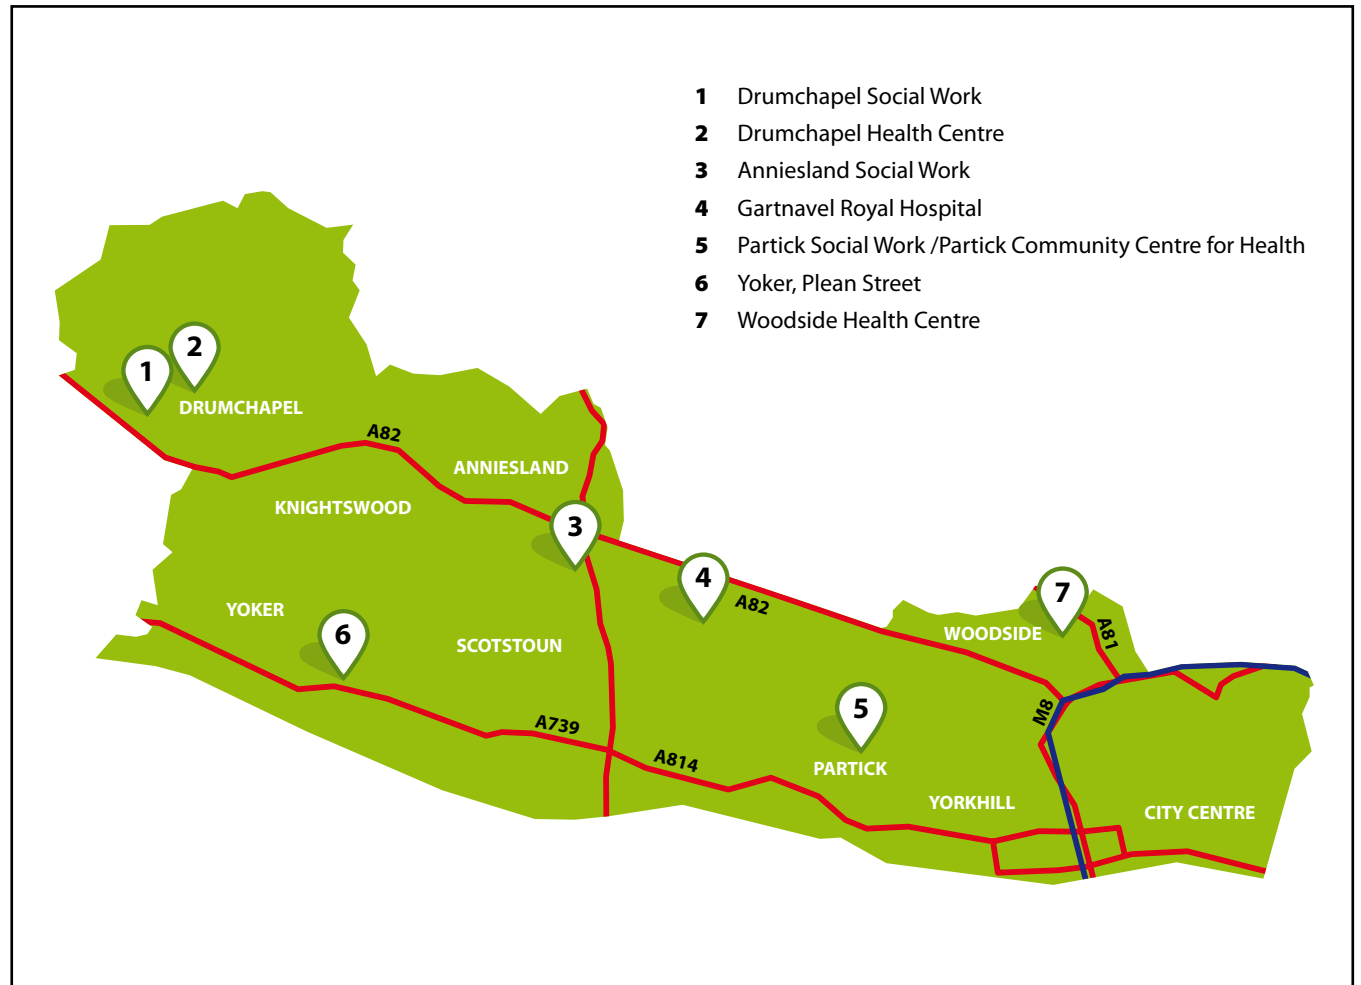 1 Drumchapel Social Work
2 Drumchapel Health Centre
3 Anniesland Social Work
4 Gartnavel Royal Hospital
5 Partick Social Work /Partick Community Centre for Health
6 Yoker, Plean Street
7 Woodside Health Centre
2
1
DRUMCHAPEL
A82
ANNIESLAND
KNIGHTSWOOD
3
4
A82
7
YOKER
6
SCOTSTOUN
WOODSIDE
A81
5
M8
A739
A814
PARTICK
YORKHILL
CITY CENTRE